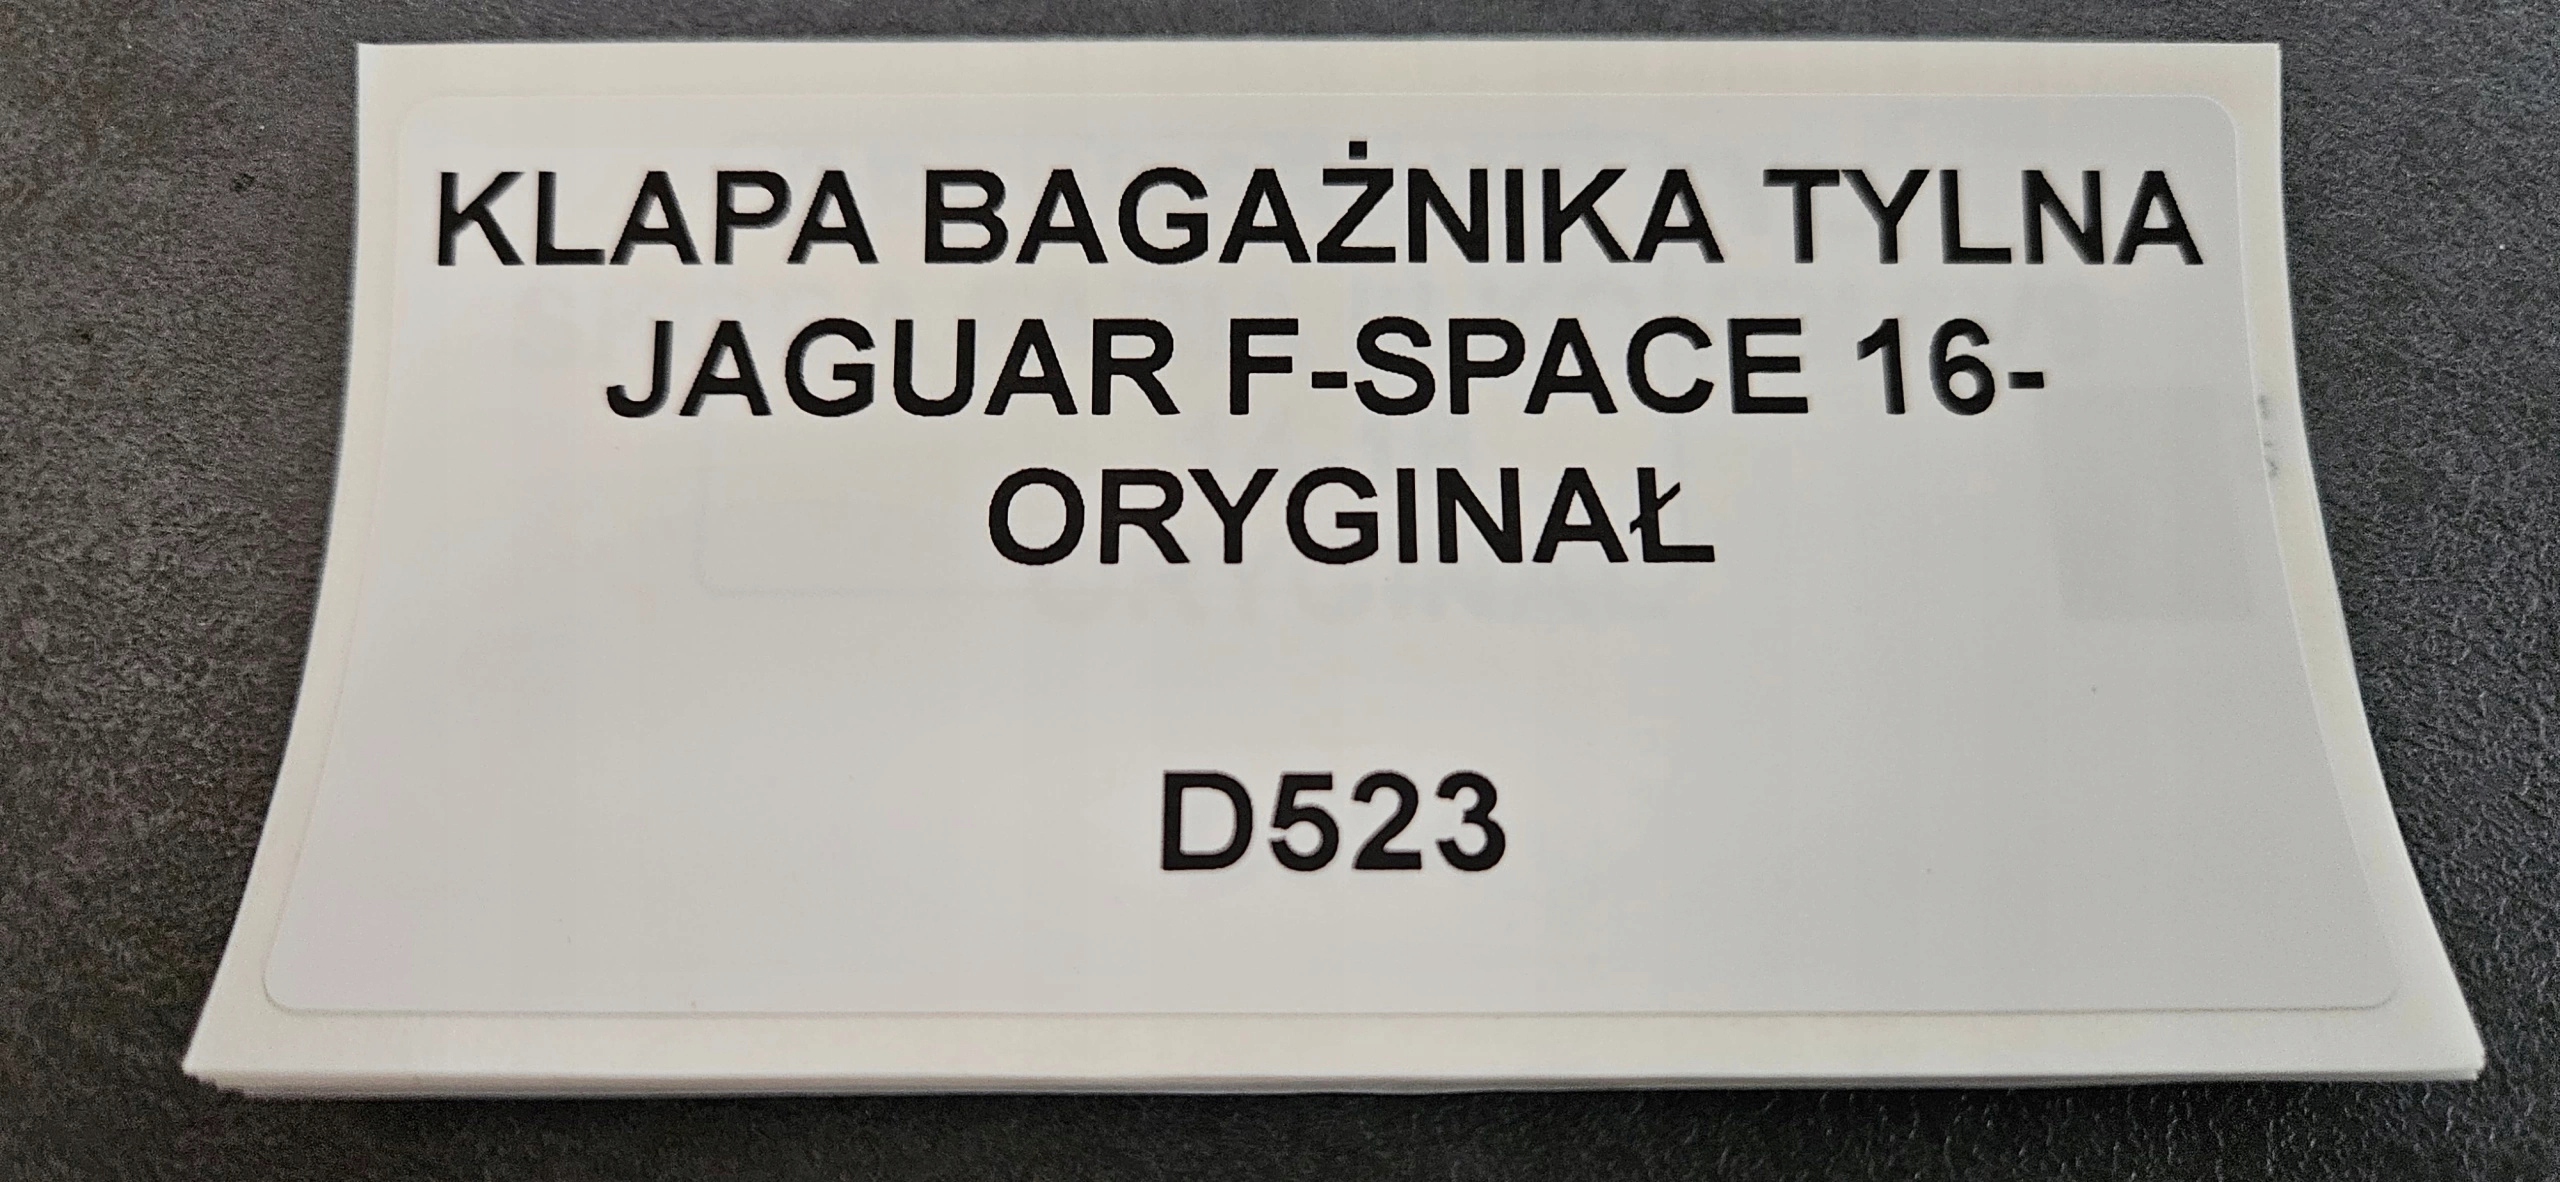 KLAPA BAGAŻNIKA TYLNA
JAGUAR F-SPACE 16-
ORYGINAŁ
D523